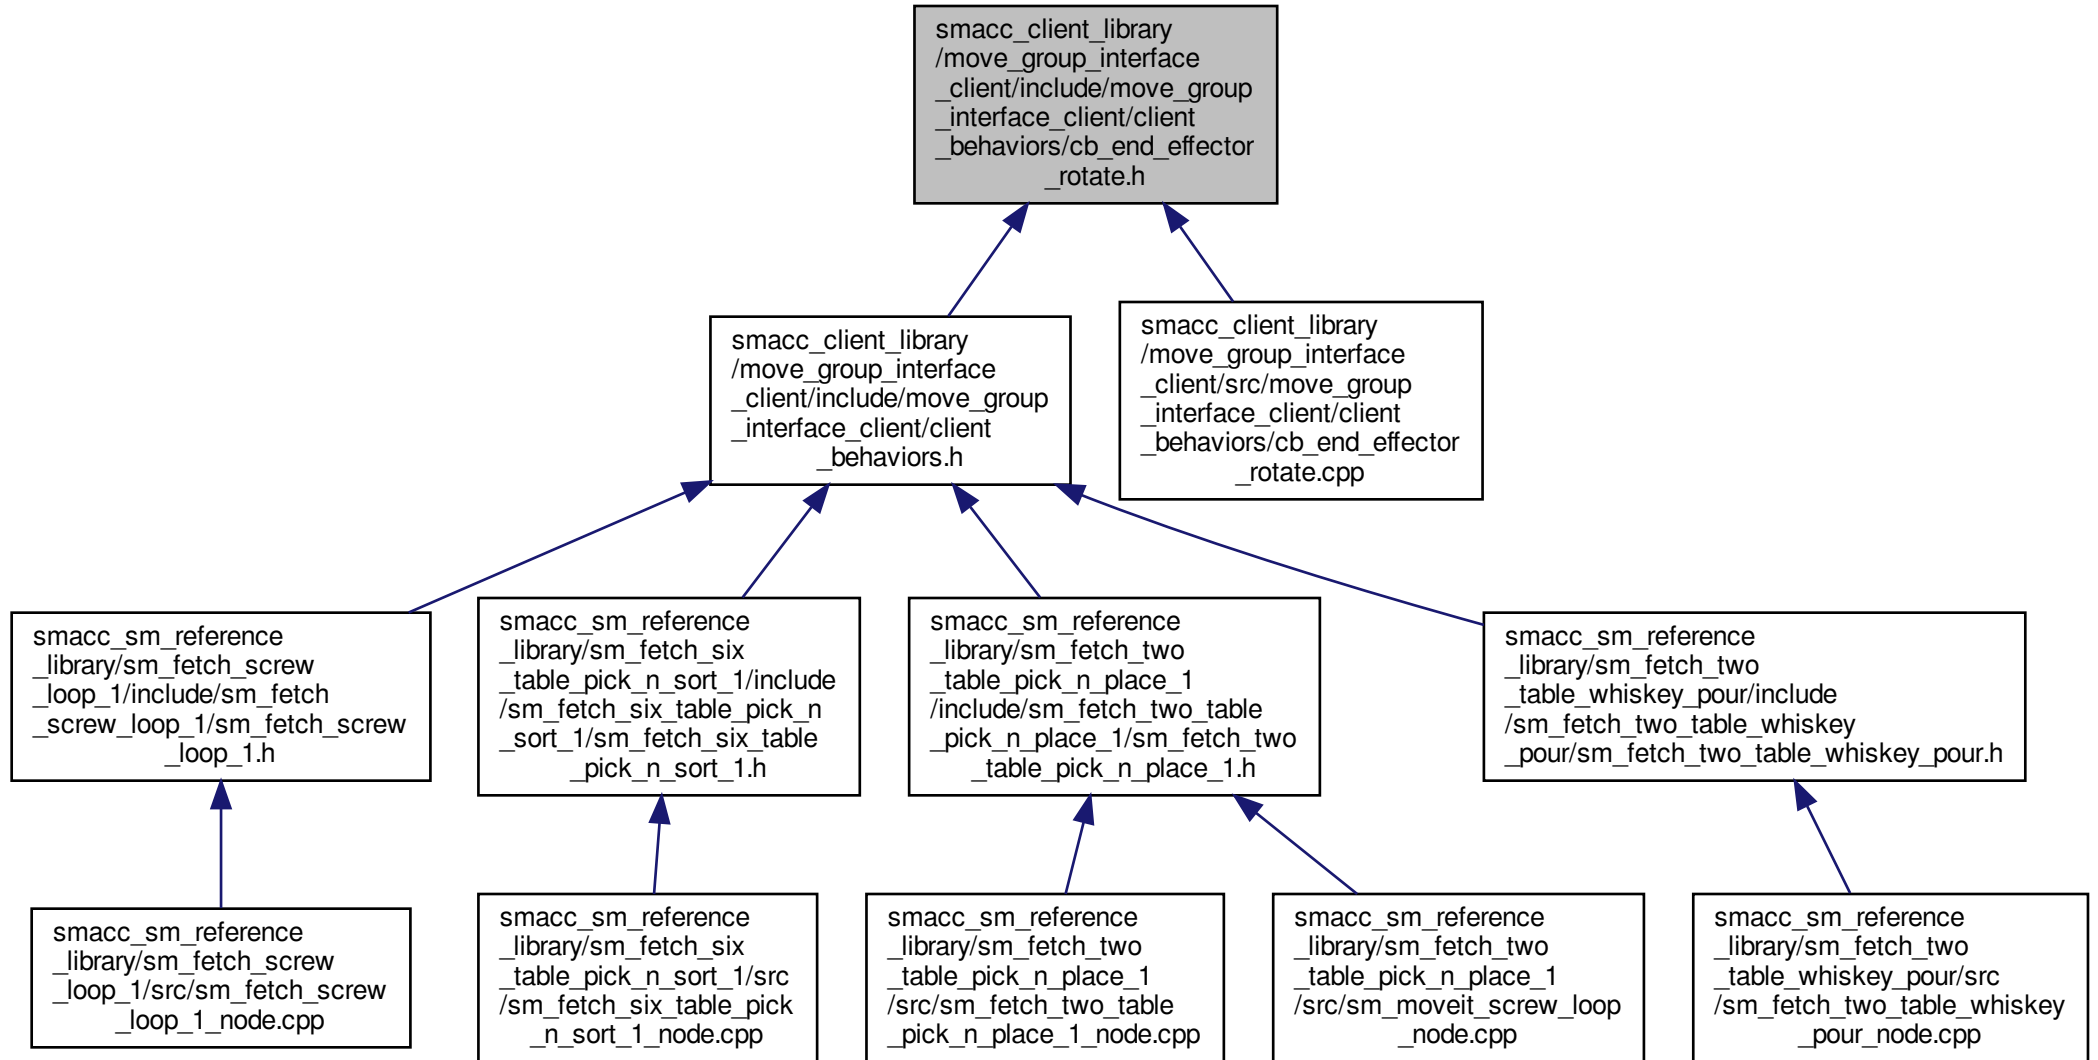 smacc_client_library
/move_group_interface
_client/include/move_group
_interface_client/client
_behaviors/cb_end_effector
_rotate.h
smacc_client_library
/move_group_interface
_client/include/move_group
_interface_client/client
_behaviors.h
smacc_client_library
/move_group_interface
_client/src/move_group
_interface_client/client
_behaviors/cb_end_effector
_rotate.cpp
smacc_sm_reference
_library/sm_fetch_screw
_loop_1/include/sm_fetch
_screw_loop_1/sm_fetch_screw
_loop_1.h
smacc_sm_reference
_library/sm_fetch_six
_table_pick_n_sort_1/include
/sm_fetch_six_table_pick_n
_sort_1/sm_fetch_six_table
_pick_n_sort_1.h
smacc_sm_reference
_library/sm_fetch_two
_table_pick_n_place_1
/include/sm_fetch_two_table
_pick_n_place_1/sm_fetch_two
_table_pick_n_place_1.h
smacc_sm_reference
_library/sm_fetch_two
_table_whiskey_pour/include
/sm_fetch_two_table_whiskey
_pour/sm_fetch_two_table_whiskey_pour.h
smacc_sm_reference
_library/sm_fetch_screw
_loop_1/src/sm_fetch_screw
_loop_1_node.cpp
smacc_sm_reference
_library/sm_fetch_six
_table_pick_n_sort_1/src
/sm_fetch_six_table_pick
_n_sort_1_node.cpp
smacc_sm_reference
_library/sm_fetch_two
_table_pick_n_place_1
/src/sm_fetch_two_table
_pick_n_place_1_node.cpp
smacc_sm_reference
_library/sm_fetch_two
_table_pick_n_place_1
/src/sm_moveit_screw_loop
_node.cpp
smacc_sm_reference
_library/sm_fetch_two
_table_whiskey_pour/src
/sm_fetch_two_table_whiskey
_pour_node.cpp